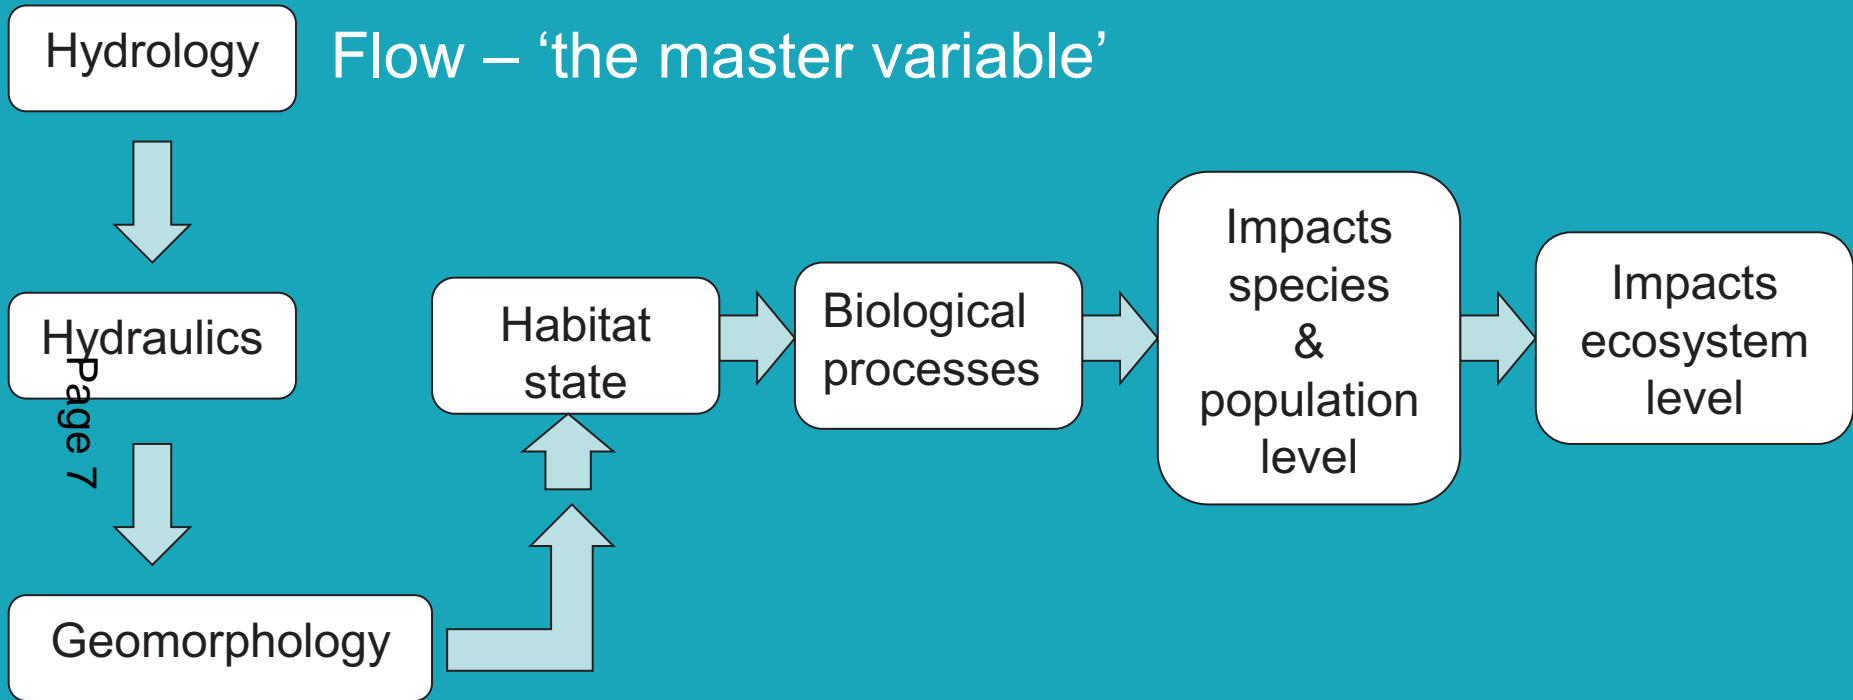 Hydrology
Flow – ‘the master variable’
Hydraulics
Page 7
Geomorphology
Habitat
state
Biological
processes
Impacts
species
&
population
level
Impacts
ecosystem
level